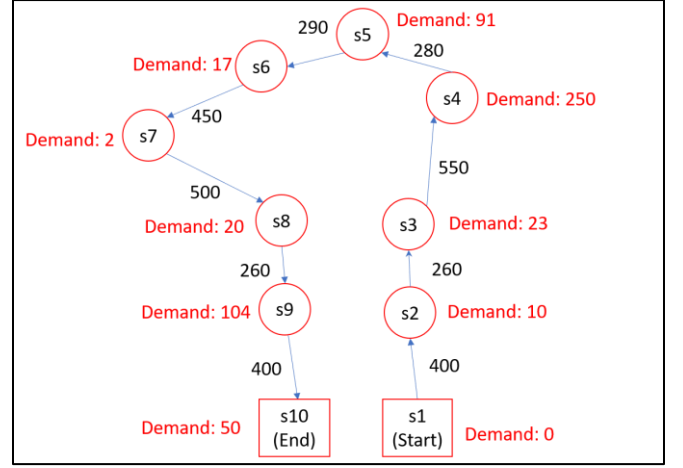 290
s5
Demand: 91
280
Demand: 17
s6
s4
Demand: 250
450
Demand: 2
s7
550
500
s8
Demand: 20
s3
Demand: 23
260
260
Demand: 104
s9
s2
Demand: 10
400
400
Demand: 50
s10
(End)
s1
(Start)
Demand: 0